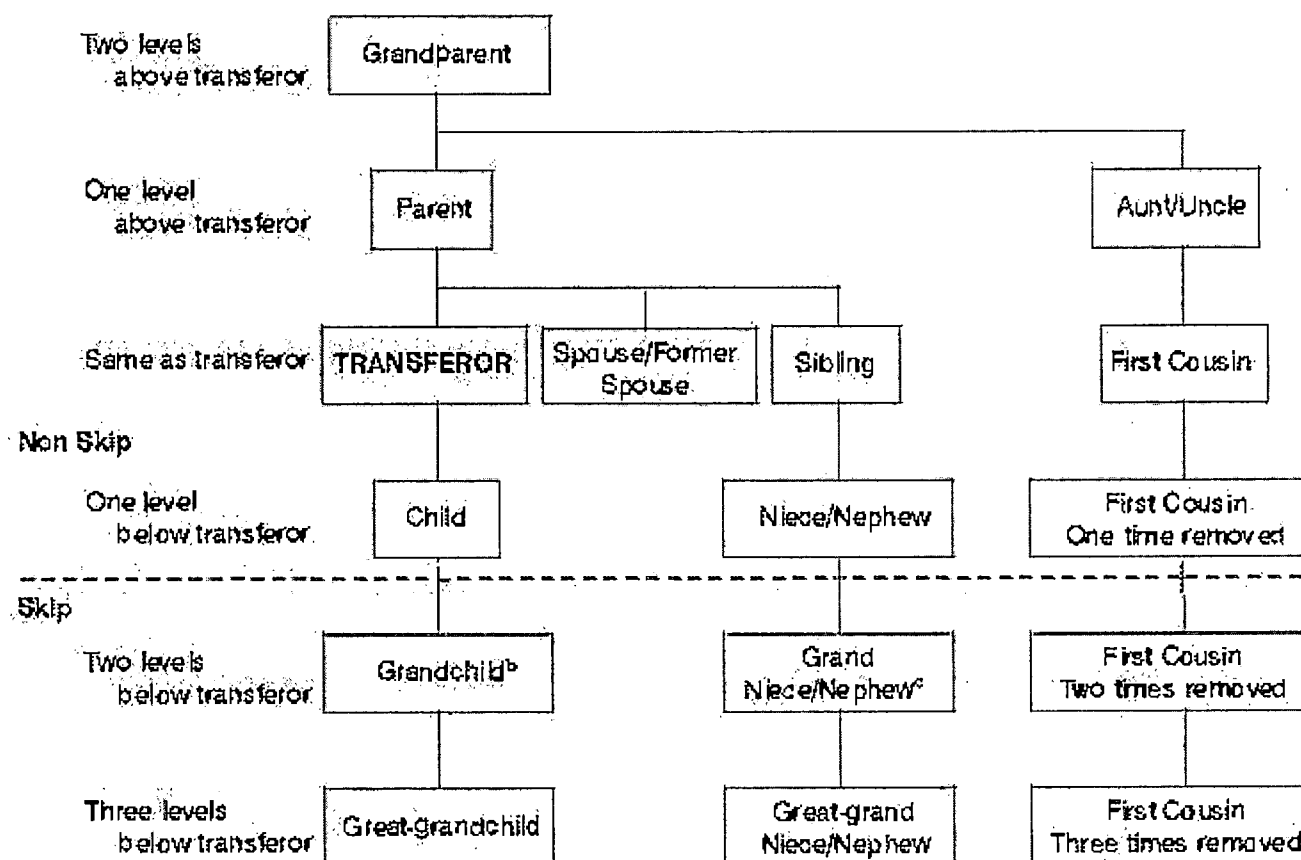 Two levels
above transferor
Grandparent
One level
above transferor
Parent
Aunt/Uncle
Same as transferor
TRANSFEROR
Spouse/Former
Spouse
Sibling
First Cousin
Non Skip
One level
below transferor
Child
Niece/Nephew
First Cousin
One time removed
Skip
Two levels
below transferor
Grandchildᵇ
Grand
Niece/Nephewᶜ
First Cousin
Two times removed
Three levels
below transferor
Great-grandchild
Great-grand
Niece/Nephew
First Cousin
Three times removed